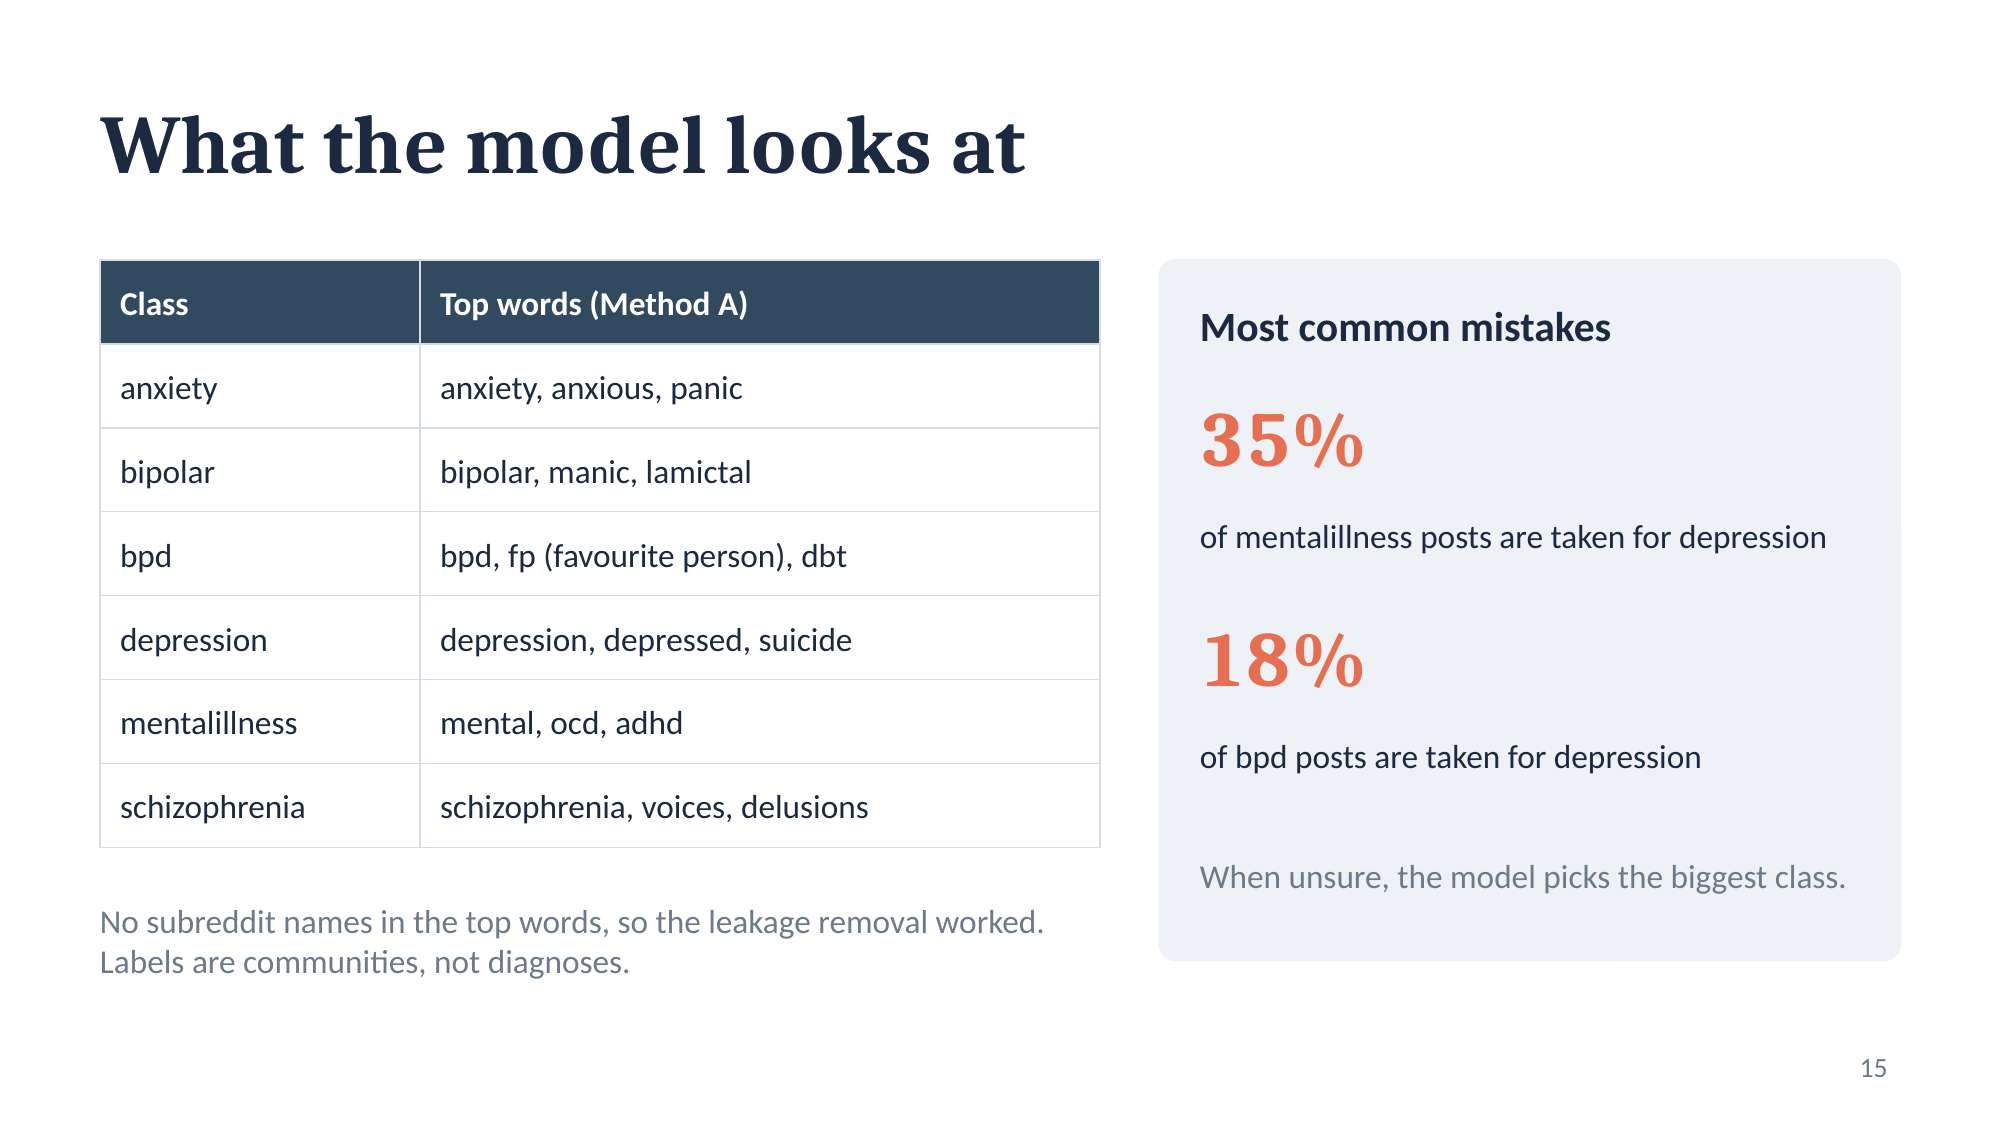 What the model looks at
Class Top words (Method A)
anxiety anxiety, anxious, panic
bipolar bipolar, manic, lamictal
bpd bpd, fp (favourite person), dbt
depression depression, depressed, suicide
mentalillness mental, ocd, adhd
schizophrenia schizophrenia, voices, delusions
No subreddit names in the top words, so the leakage removal worked.
Labels are communities, not diagnoses.
Most common mistakes
35%
of mentalillness posts are taken for depression
18%
of bpd posts are taken for depression
When unsure, the model picks the biggest class.
15